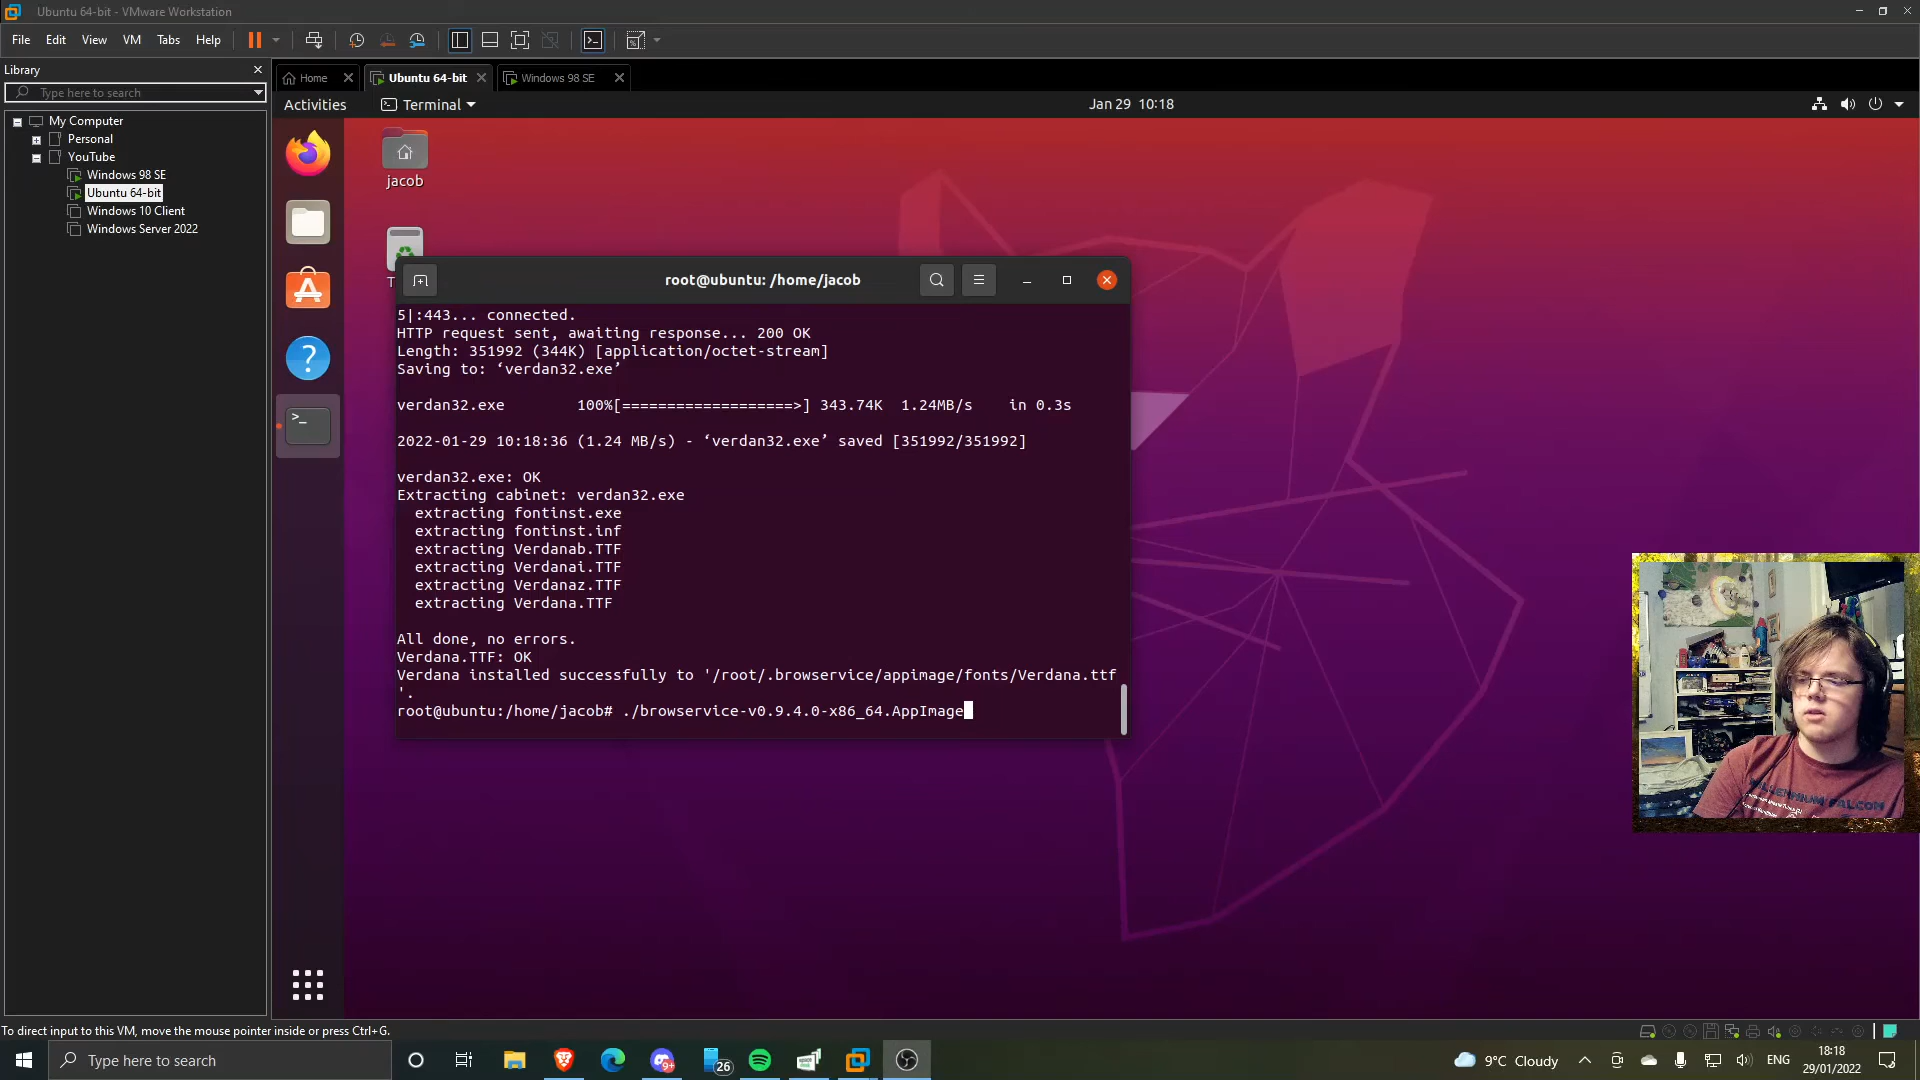 Ubuntu 64-bit - VMware Workstation
File Edit View VM Tabs Help
Library
Type here to search
My Computer
Personal
YouTube
Windows 98 SE
Ubuntu 64-bit
Windows 10 Client
Windows Server 2022
Home
Ubuntu 64-bit
Windows 98 SE
Activities
Terminal
Jan 29 10:18
jacob
root@ubuntu: /home/jacob
5|:443... connected.
HTTP request sent, awaiting response... 200 OK
Length: 351992 (344K) [application/octet-stream]
Saving to: ‘verdan32.exe’
verdan32.exe 100%[===================>] 343.74K 1.24MB/s in 0.3s
2022-01-29 10:18:36 (1.24 MB/s) - ‘verdan32.exe’ saved [351992/351992]
verdan32.exe: OK
Extracting cabinet: verdan32.exe
extracting fontinst.exe
extracting fontinst.inf
extracting Verdanab.TTF
extracting Verdanai.TTF
extracting Verdanaz.TTF
extracting Verdana.TTF
All done, no errors.
Verdana.TTF: OK
Verdana installed successfully to '/root/.browservice/appimage/fonts/Verdana.ttf
'.
root@ubuntu:/home/jacob# ./browservice-v0.9.4.0-x86_64.AppImage
MILLENNIUM FALCON
To direct input to this VM, move the mouse pointer inside or press Ctrl+G.
Type here to search
9+
26
9°C Cloudy
ENG
18:18
29/01/2022